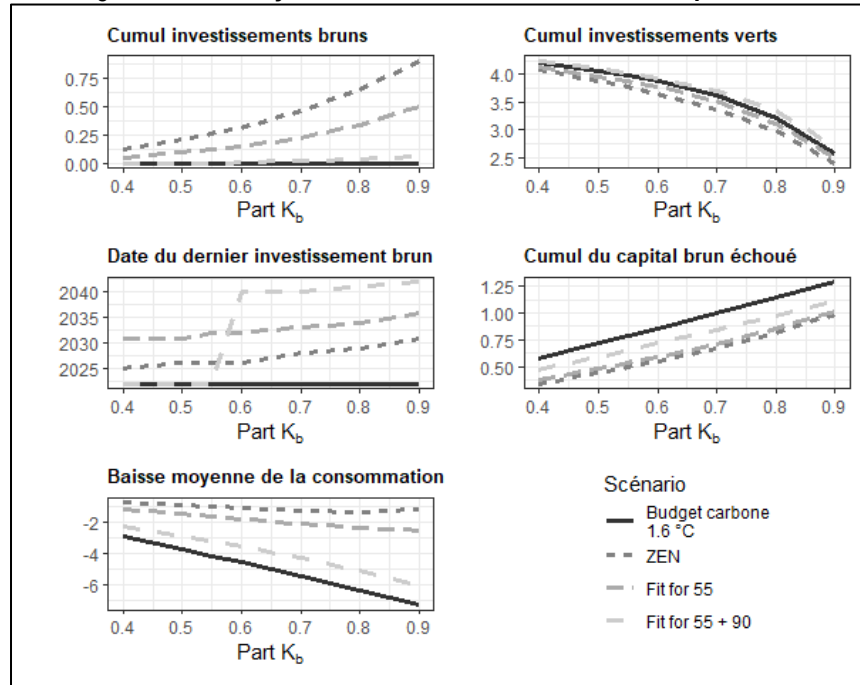 Cumul investissements bruns
0.75
0.50
0.25
0.00
0.4 0.5 0.6 0.7 0.8 0.9
Part Kb
Cumul investissements verts
4.0
3.5
3.0
2.5
0.4 0.5 0.6 0.7 0.8 0.9
Part Kb
Date du dernier investissement brun
2040
2035
2030
2025
0.4 0.5 0.6 0.7 0.8 0.9
Part Kb
Cumul du capital brun échoué
1.25
1.00
0.75
0.50
0.4 0.5 0.6 0.7 0.8 0.9
Part Kb
Baisse moyenne de la consommation
-2
-4
-6
0.4 0.5 0.6 0.7 0.8 0.9
Part Kb
Scénario
Budget carbone
1.6 °C
ZEN
Fit for 55
Fit for 55 + 90